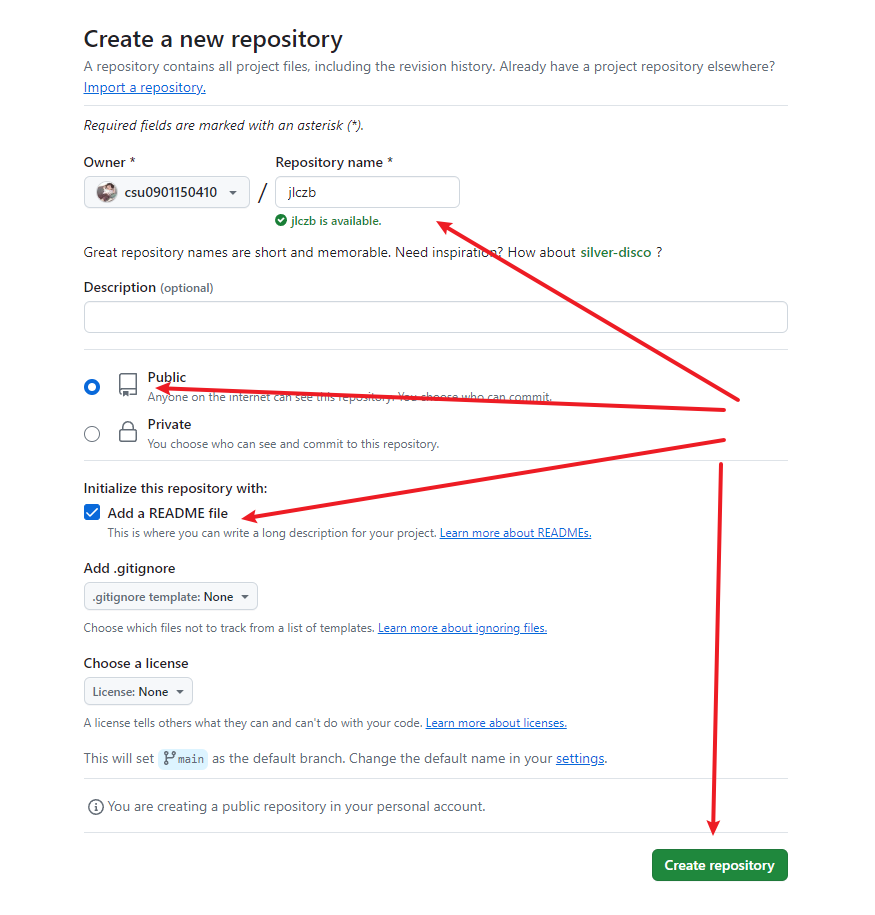 Create a new repository
A repository contains all project files, including the revision history. Already have a project repository elsewhere?
Import a repository.
Required fields are marked with an asterisk (*).
Owner * Repository name *
csu0901150410 / jlczb
jlczb is available.
Great repository names are short and memorable. Need inspiration? How about silver-disco ?
Description (optional)
Public
Anyone on the internet can see this repository. You choose who can commit.
Private
You choose who can see and commit to this repository.
Initialize this repository with:
Add a README file
This is where you can write a long description for your project. Learn more about READMEs.
Add .gitignore
.gitignore template: None
Choose which files not to track from a list of templates. Learn more about ignoring files.
Choose a license
License: None
A license tells others what they can and can't do with your code. Learn more about licenses.
This will set main as the default branch. Change the default name in your settings.
You are creating a public repository in your personal account.
Create repository